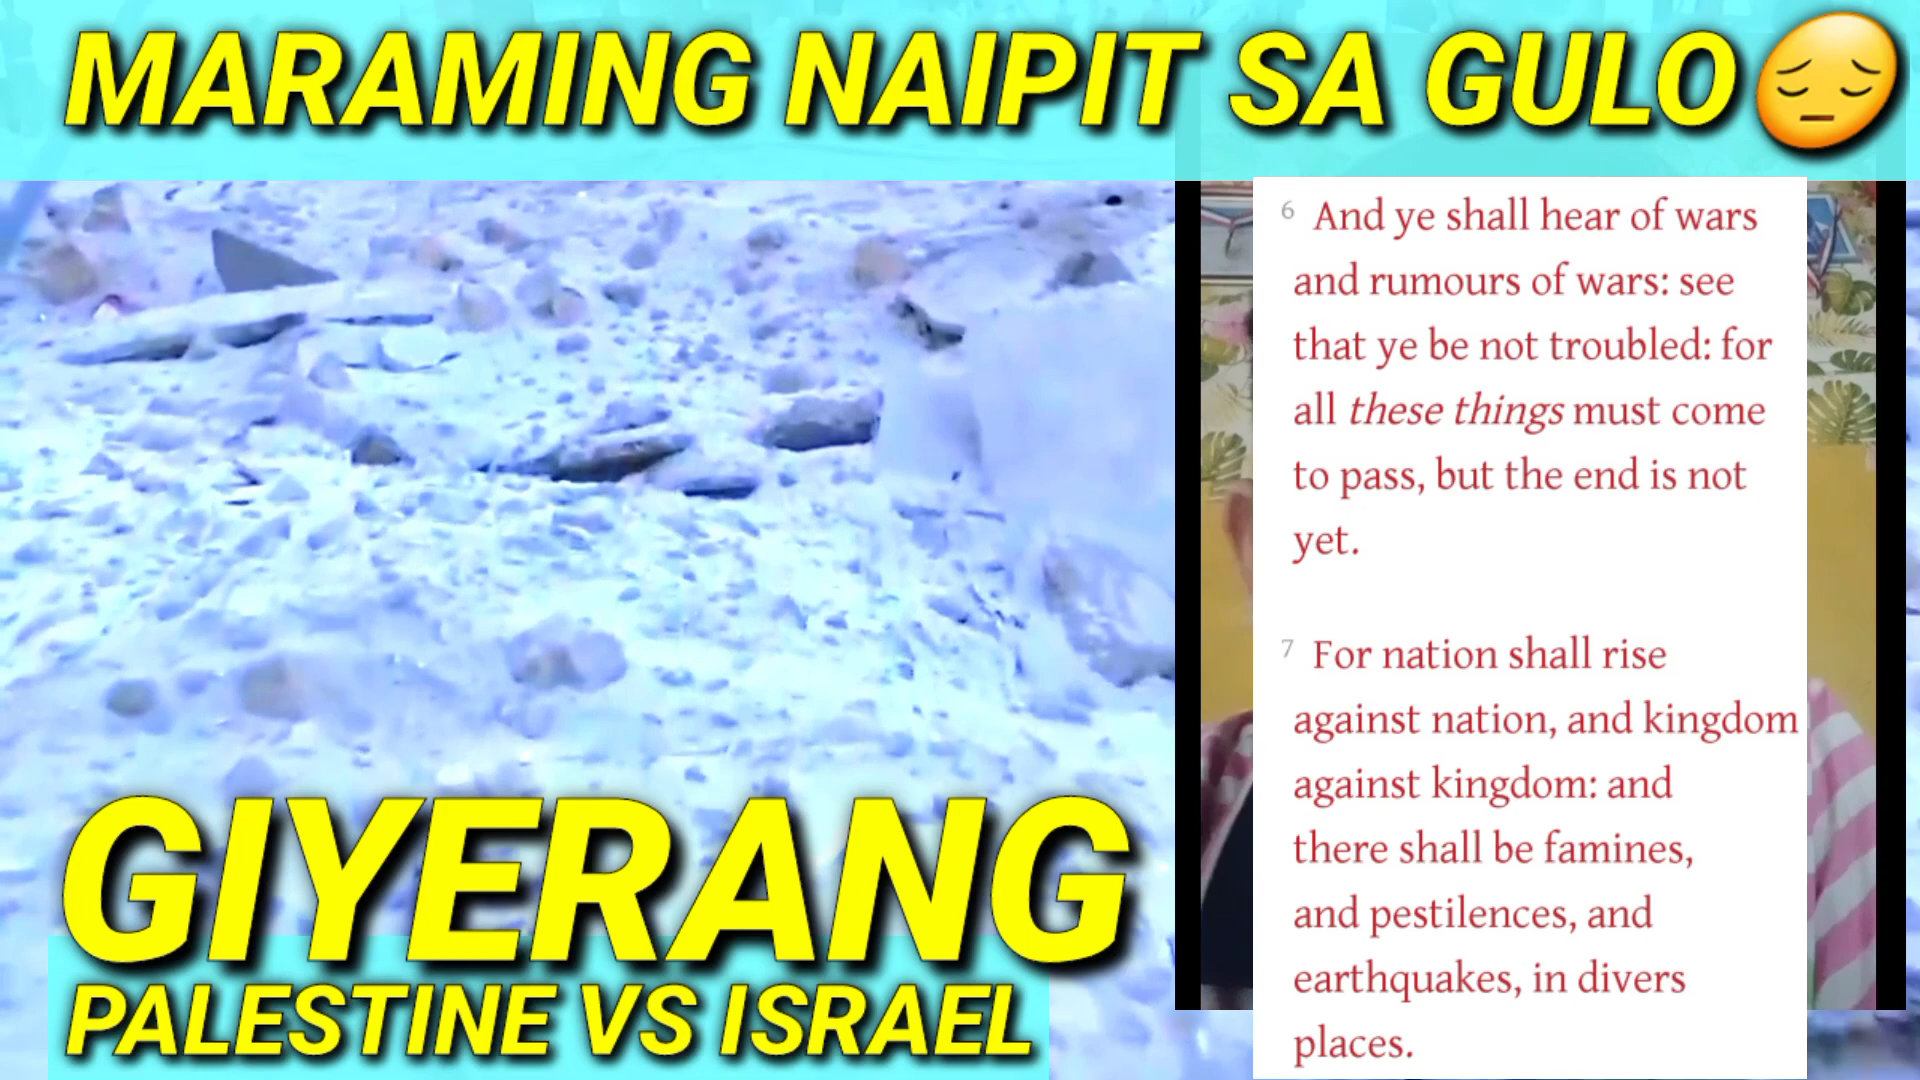 MARAMING NAIPIT SA GULO😔
6 And ye shall hear of wars
and rumours of wars: see
that ye be not troubled: for
all these things must come
to pass, but the end is not
yet.
7 For nation shall rise
against nation, and kingdom
against kingdom: and
there shall be famines,
and pestilences, and
earthquakes, in divers
places.
GIYERANG
PALESTINE VS ISRAEL